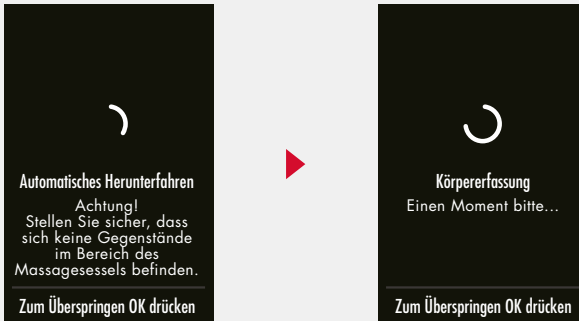 Automatisches Herunterfahren
Achtung!
Stellen Sie sicher, dass
sich keine Gegenstände
im Bereich des
Massagesessels befinden.
Zum Überspringen OK drücken
Körpererfassung
Einen Moment bitte...
Zum Überspringen OK drücken